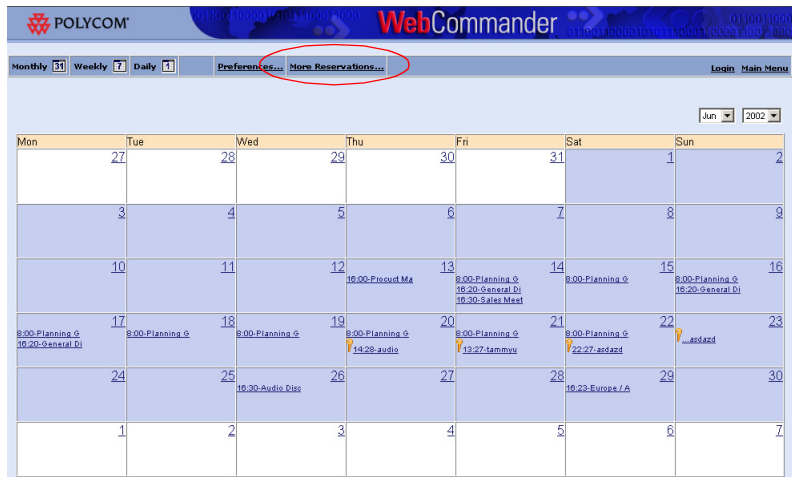 POLYCOM
WebCommander
Monthly 31 Weekly 7 Daily 1 Preferences... More Reservations... Login Main Menu
Jun 2002
Mon Tue Wed Thu Fri Sat Sun
27 28 29 30 31 1 2
3 4 5 6 7 8 9
10 11 12 13 14 15 16
16:00-Procuct Ma 8:00-Planning G 8:00-Planning G 8:00-Planning G
16:20-General Di 16:20-General Di
16:30-Sales Meet
17 18 19 20 21 22 23
8:00-Planning G 8:00-Planning G 8:00-Planning G 8:00-Planning G 8:00-Planning G 8:00-Planning G ...asdazd
16:20-General Di 14:28-audio 13:27-tammyu 22:27-asdazd
24 25 26 27 28 29 30
16:30-Audio Disc 16:23-Europe / A
1 2 3 4 5 6 7